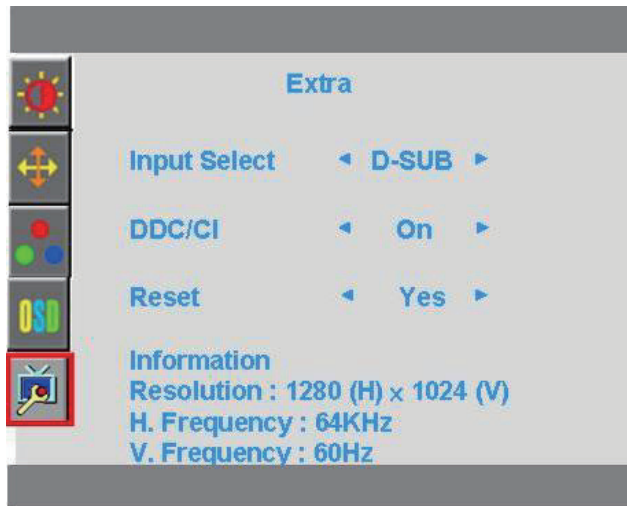 Extra
Input Select ◄ D-SUB ►
DDC/CI ◄ On ►
Reset ◄ Yes ►
OSD
Information
Resolution : 1280 (H) × 1024 (V)
H. Frequency : 64KHz
V. Frequency : 60Hz